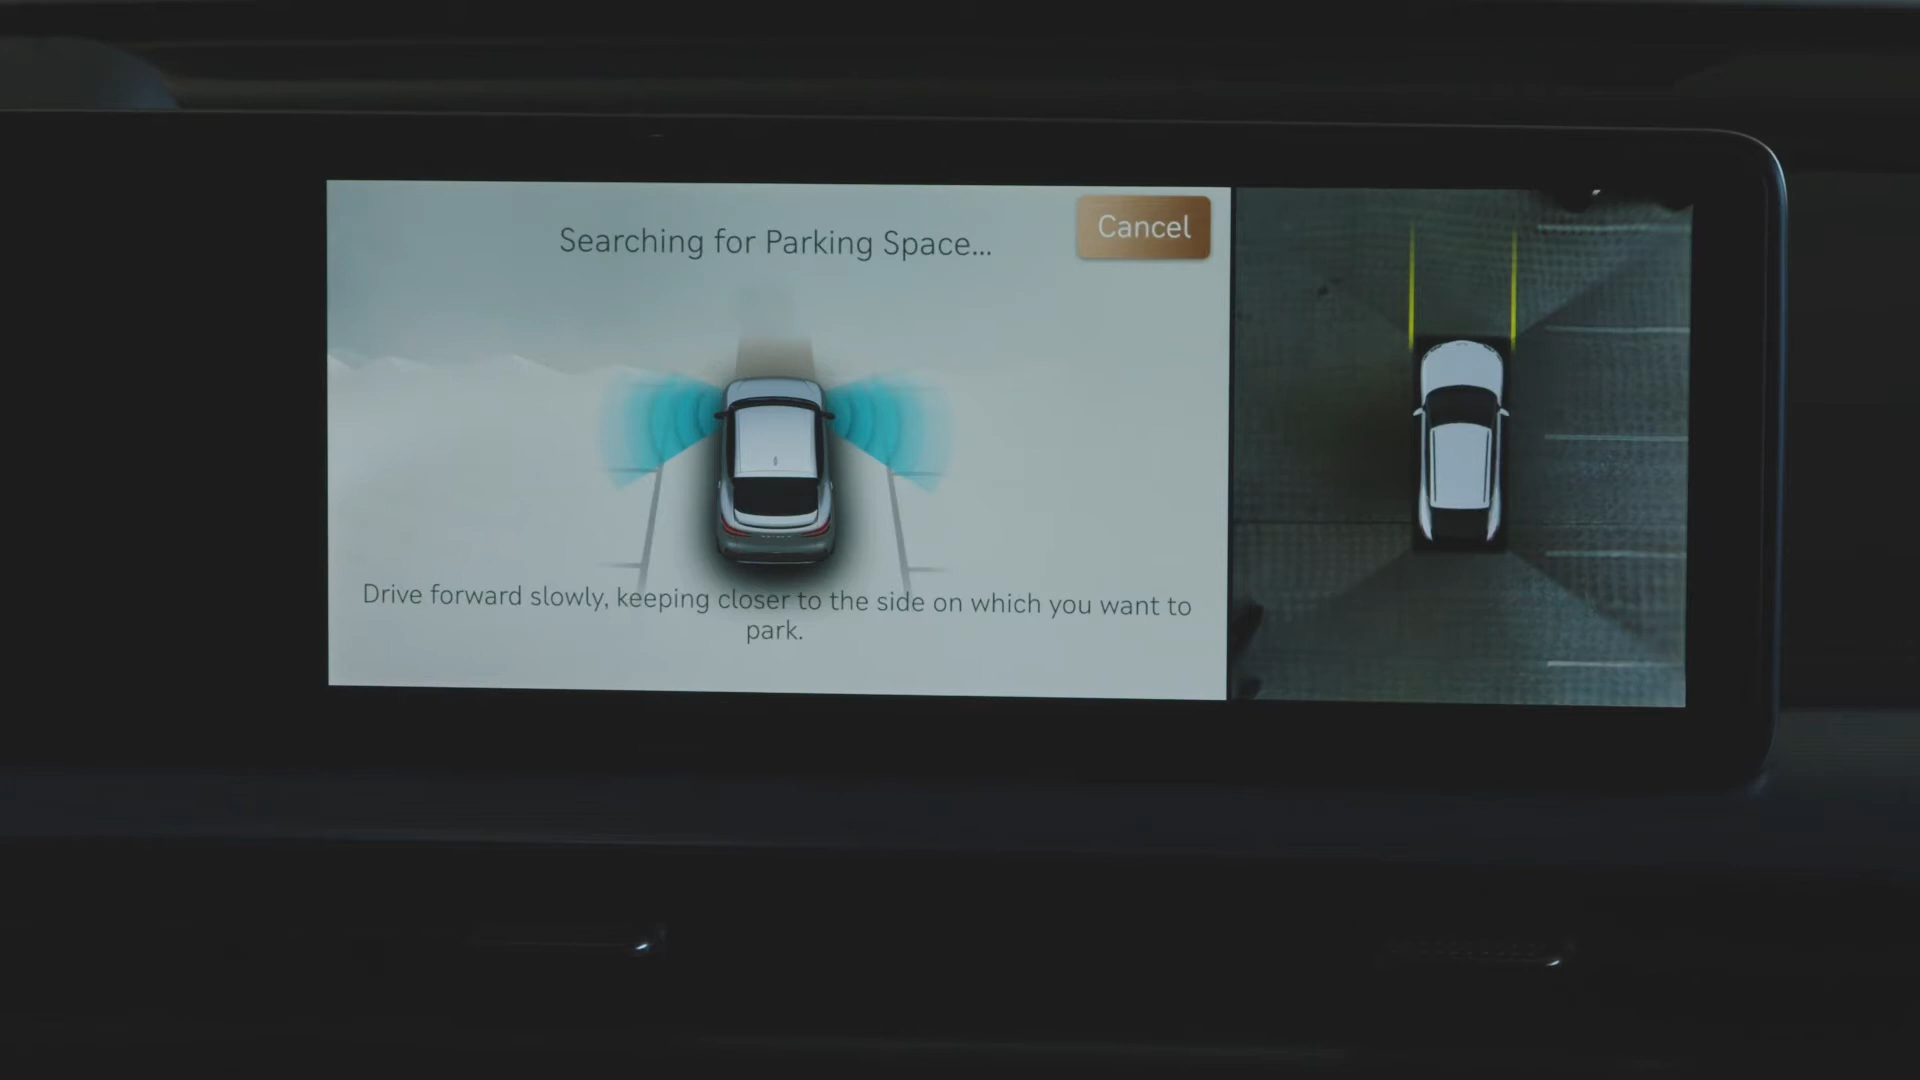 Searching for Parking Space...
Cancel
Drive forward slowly, keeping closer to the side on which you want to
park.